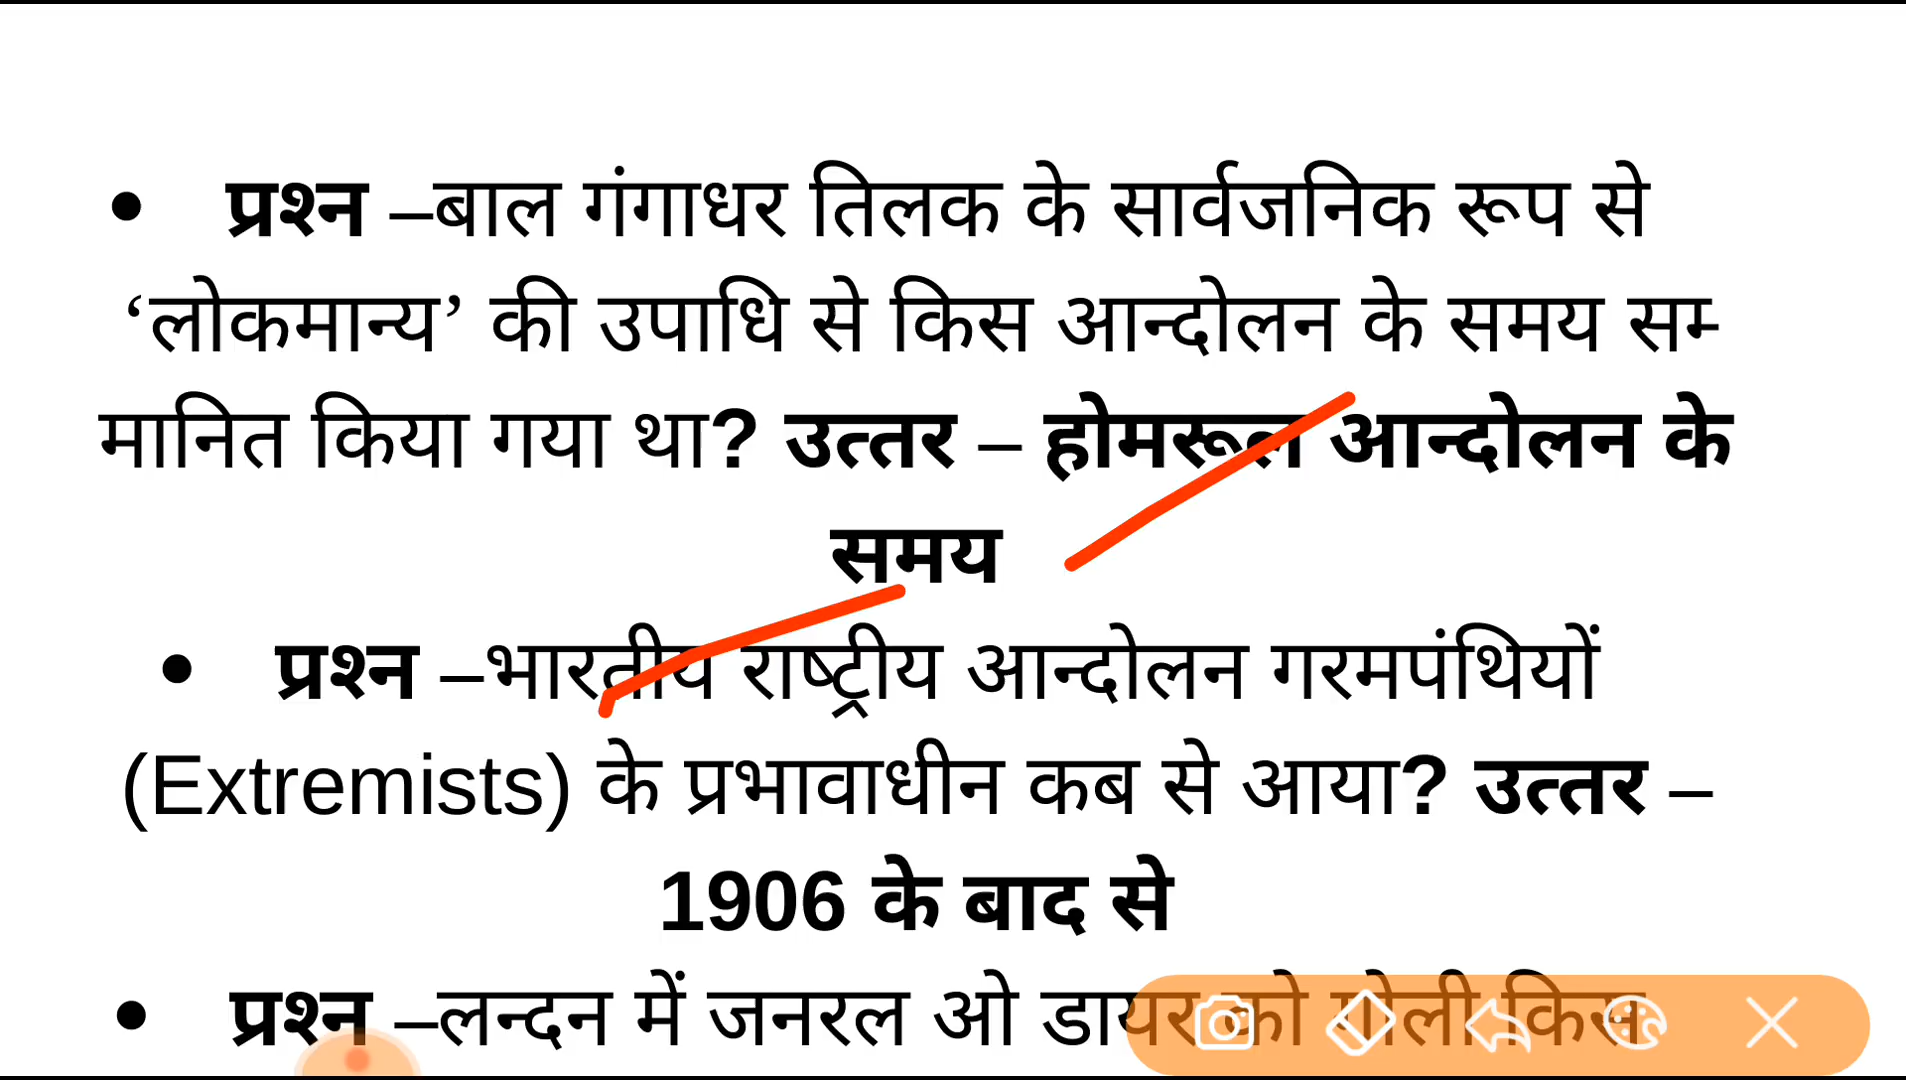 • प्रश्न –बाल गंगाधर तिलक के सार्वजनिक रूप से
‘लोकमान्य’ की उपाधि से किस आन्दोलन के समय सम्‍
मानित किया गया था? उत्तर – होमरूल आन्दोलन के
समय
• प्रश्न –भारतीय राष्ट्रीय आन्दोलन गरमपंथियों
(Extremists) के प्रभावाधीन कब से आया? उत्तर –
1906 के बाद से
• प्रश्न –लन्दन में जनरल ओ डायर को गोली किस